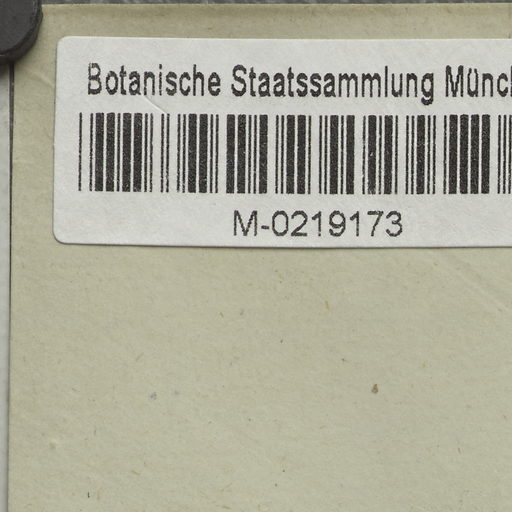 Botanische Staatssammlung Münc
M-0219173